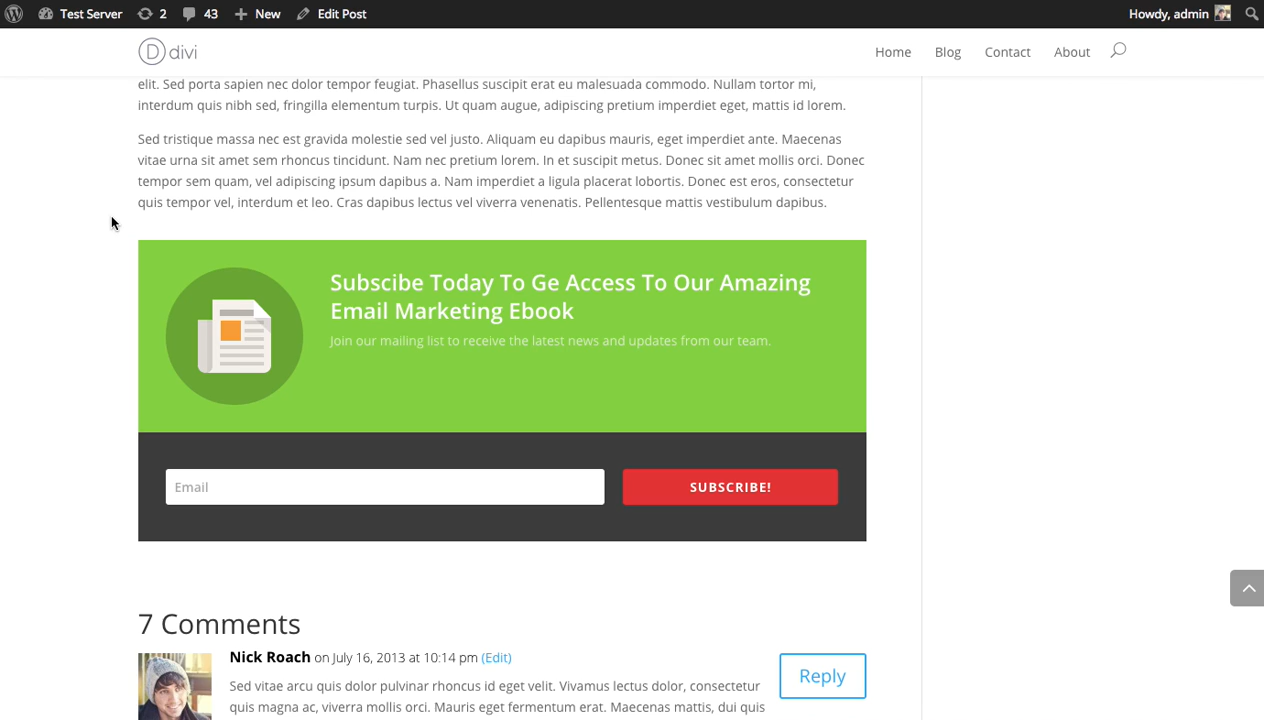 Test Server 2 43 New Edit Post Howdy, admin
D divi Home Blog Contact About
elit. Sed porta sapien nec dolor tempor feugiat. Phasellus suscipit erat eu malesuada commodo. Nullam tortor mi,
interdum quis nibh sed, fringilla elementum turpis. Ut quam augue, adipiscing pretium imperdiet eget, mattis id lorem.
Sed tristique massa nec est gravida molestie sed vel justo. Aliquam eu dapibus mauris, eget imperdiet ante. Maecenas
vitae urna sit amet sem rhoncus tincidunt. Nam nec pretium lorem. In et suscipit metus. Donec sit amet mollis orci. Donec
tempor sem quam, vel adipiscing ipsum dapibus a. Nam imperdiet a ligula placerat lobortis. Donec est eros, consectetur
quis tempor vel, interdum et leo. Cras dapibus lectus vel viverra venenatis. Pellentesque mattis vestibulum dapibus.
Subscibe Today To Ge Access To Our Amazing
Email Marketing Ebook
Join our mailing list to receive the latest news and updates from our team.
Email SUBSCRIBE!
7 Comments
Nick Roach on July 16, 2013 at 10:14 pm (Edit)
Reply
Sed vitae arcu quis dolor pulvinar rhoncus id eget velit. Vivamus lectus dolor, consectetur
quis magna ac, viverra mollis orci. Mauris eget fermentum erat. Maecenas mattis, dui quis